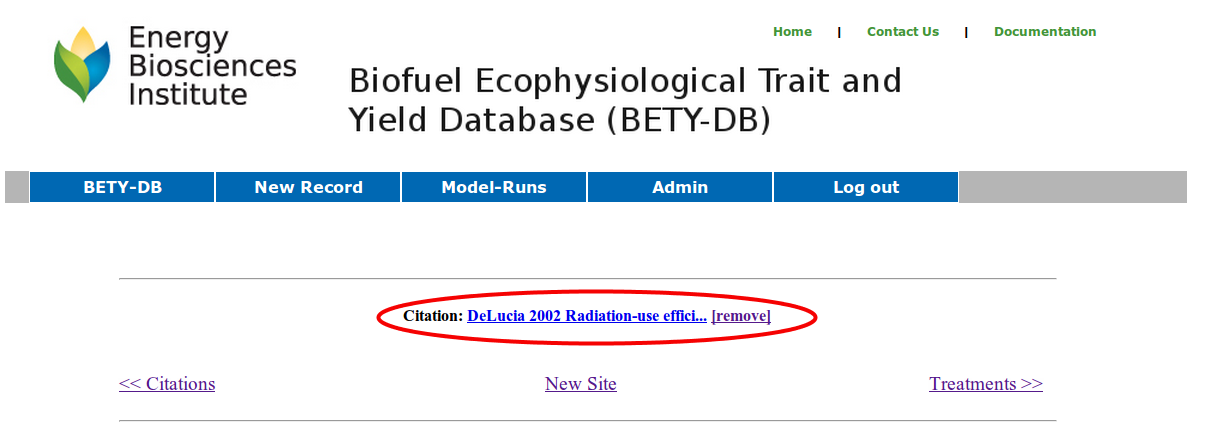 Energy
Biosciences
Institute
Home | Contact Us | Documentation
Biofuel Ecophysiological Trait and
Yield Database (BETY-DB)
BETY-DB New Record Model-Runs Admin Log out
Citation: DeLucia 2002 Radiation-use effici... [remove]
<< Citations New Site Treatments >>